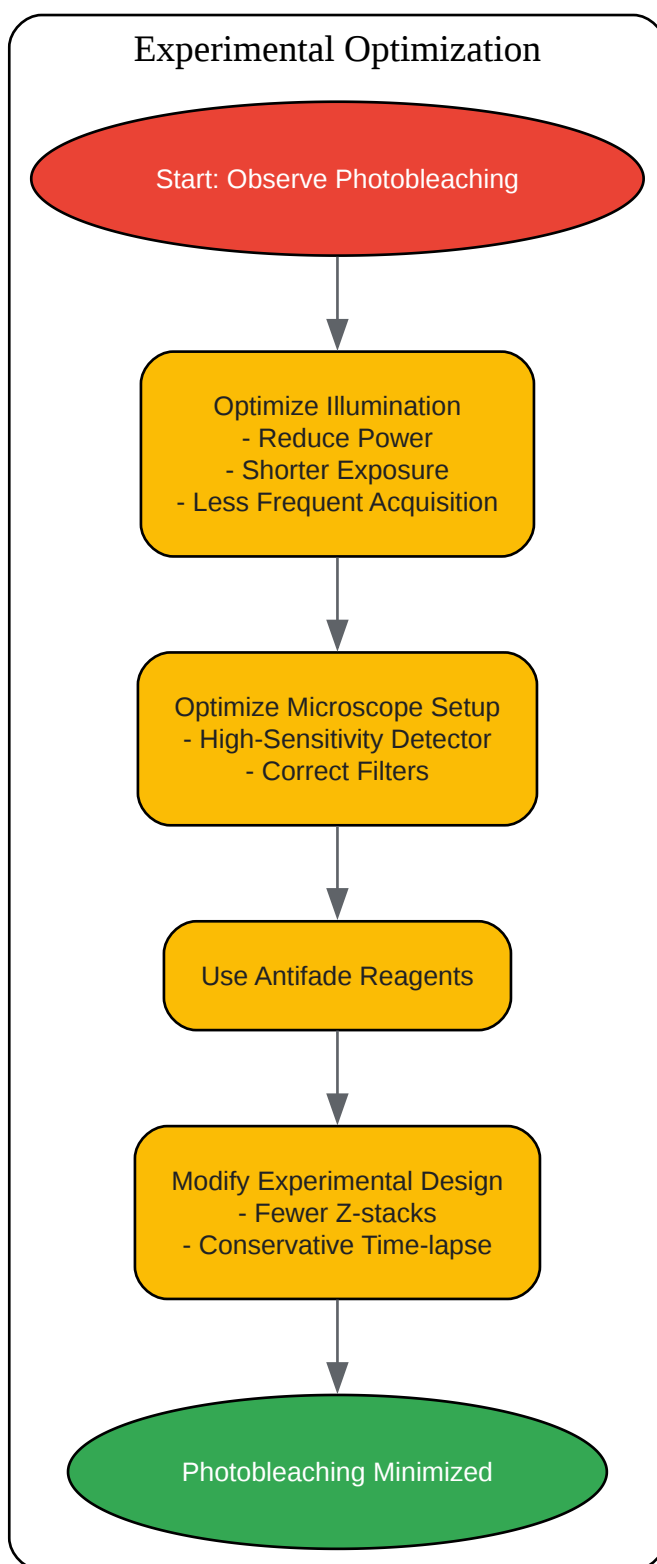 Experimental Optimization
Start: Observe Photobleaching
Optimize Illumination
- Reduce Power
- Shorter Exposure
- Less Frequent Acquisition
Optimize Microscope Setup
- High-Sensitivity Detector
- Correct Filters
Use Antifade Reagents
Modify Experimental Design
- Fewer Z-stacks
- Conservative Time-lapse
Photobleaching Minimized